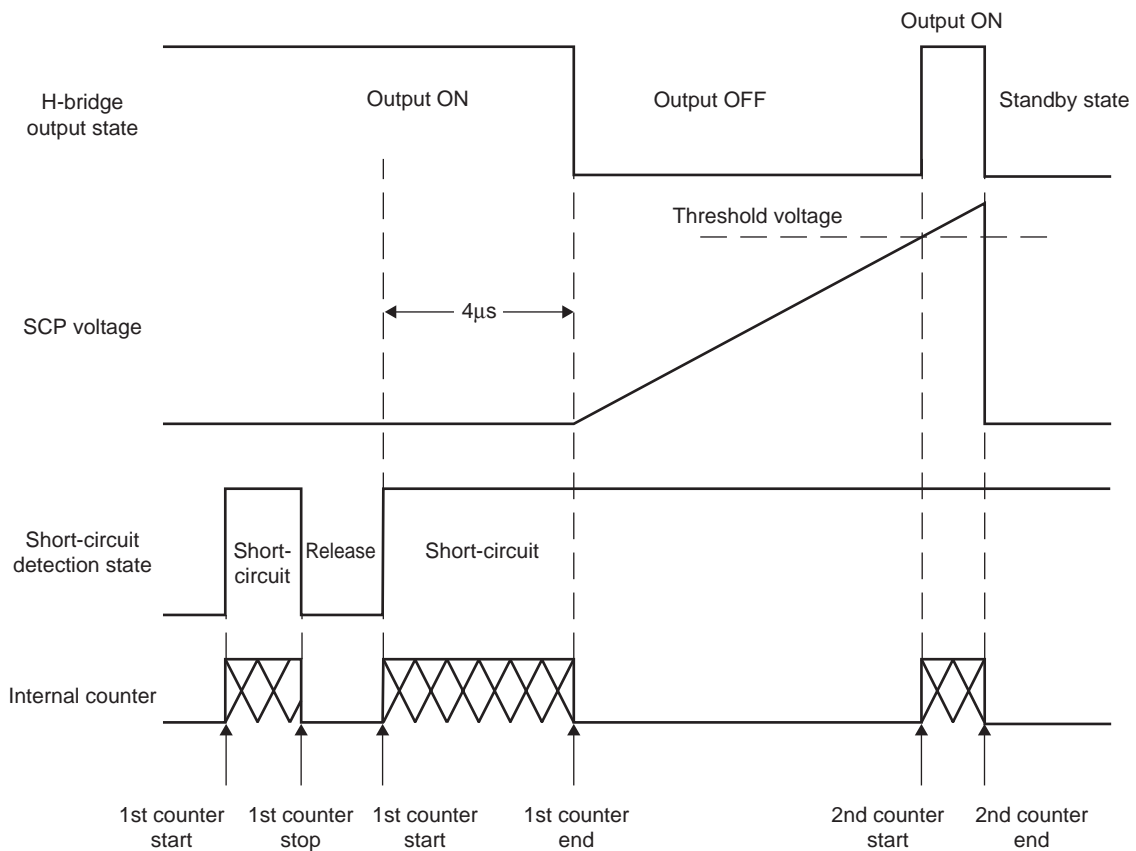 Output ON
H-bridge
output state
Output ON
Output OFF
Standby state
Threshold voltage
4μs
SCP voltage
Short-circuit
detection state
Short-
circuit
Release
Short-circuit
Internal counter
1st counter
start
1st counter
stop
1st counter
start
1st counter
end
2nd counter
start
2nd counter
end